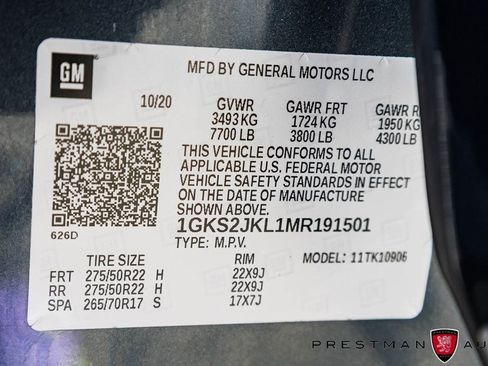 GM
MFD BY GENERAL MOTORS LLC
10/20 GVWR GAWR FRT GAWR R
3493 KG 1724 KG 1950 KG
7700 LB 3800 LB 4300 LB
THIS VEHICLE CONFORMS TO ALL
APPLICABLE U.S. FEDERAL MOTOR
VEHICLE SAFETY STANDARDS IN EFFECT
ON THE DATE OF MANUFACTURE
SHOWN ABOVE.
626D 1GKS2JKL1MR191501
TYPE: M.P.V. MODEL: 11TK10906
TIRE SIZE RIM
FRT 275/50R22 H 22X9J
RR 275/50R22 H 22X9J
SPA 265/70R17 S 17X7J
PRESTMAN AU